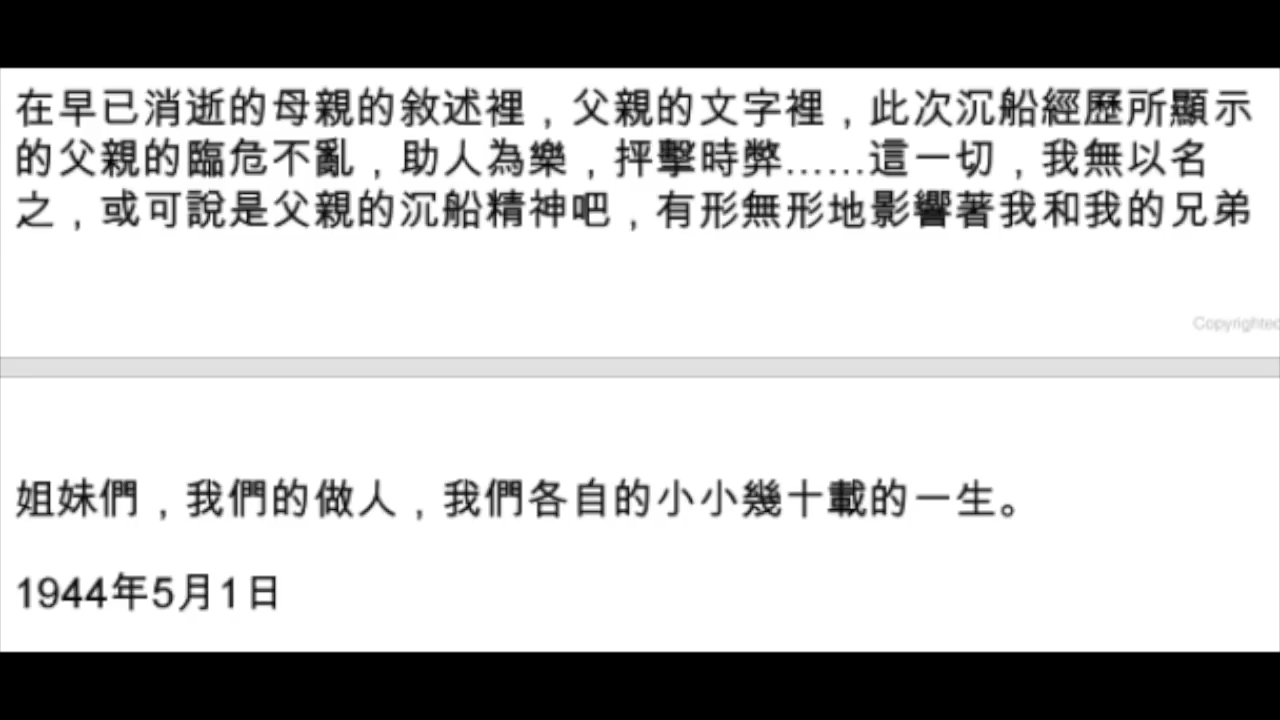 在早已消逝的母親的敘述裡，父親的文字裡，此次沉船經歷所顯示
的父親的臨危不亂，助人為樂，抨擊時弊……這一切，我無以名
之，或可說是父親的沉船精神吧，有形無形地影響著我和我的兄弟
Copyrighted
姐妹們，我們的做人，我們各自的小小幾十載的一生。
1944年5月1日